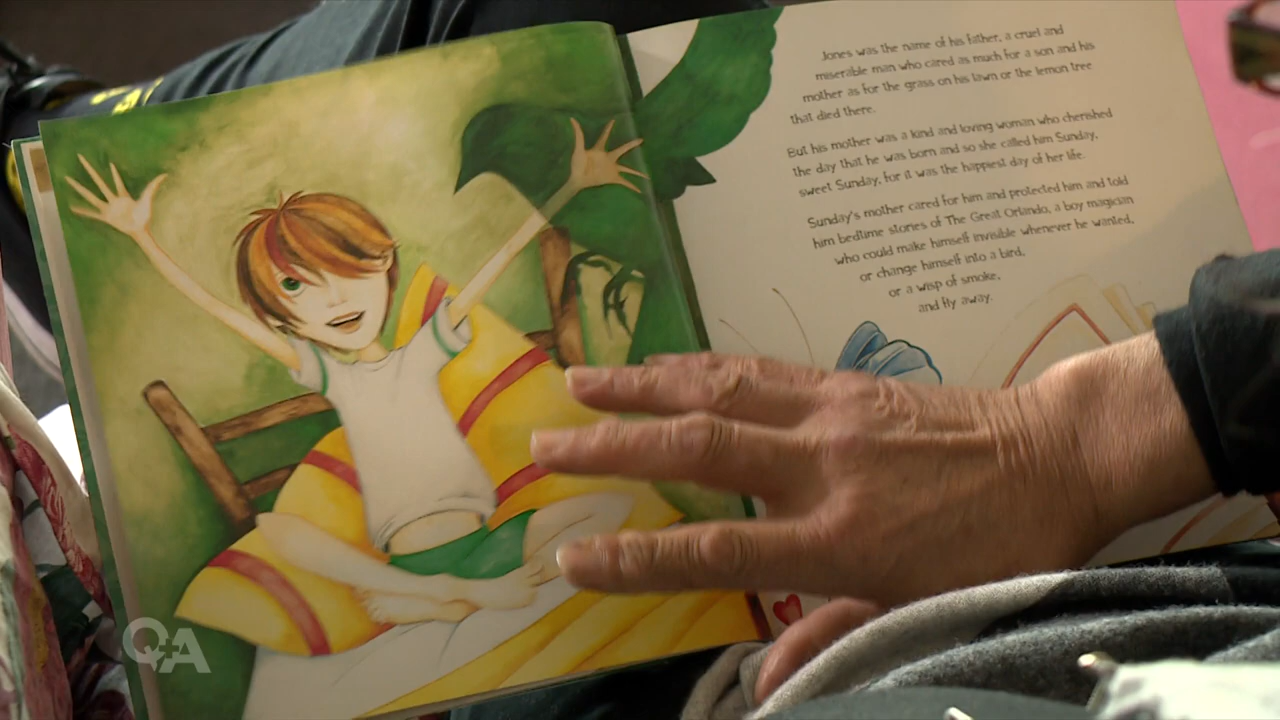 Jones was the name of his father, a cruel and
miserable man who cared as much for a son and his
mother as for the grass on his lawn or the lemon tree
that died there.
But his mother was a kind and loving woman who cherished
the day that he was born and so she called him Sunday,
sweet Sunday, for it was the happiest day of her life.
Sunday's mother cared for him and protected him and told
him bedtime stories of The Great Orlando, a boy magician
who could make himself invisible whenever he wanted,
or change himself into a bird,
or a wisp of smoke,
and fly away.
Q+A